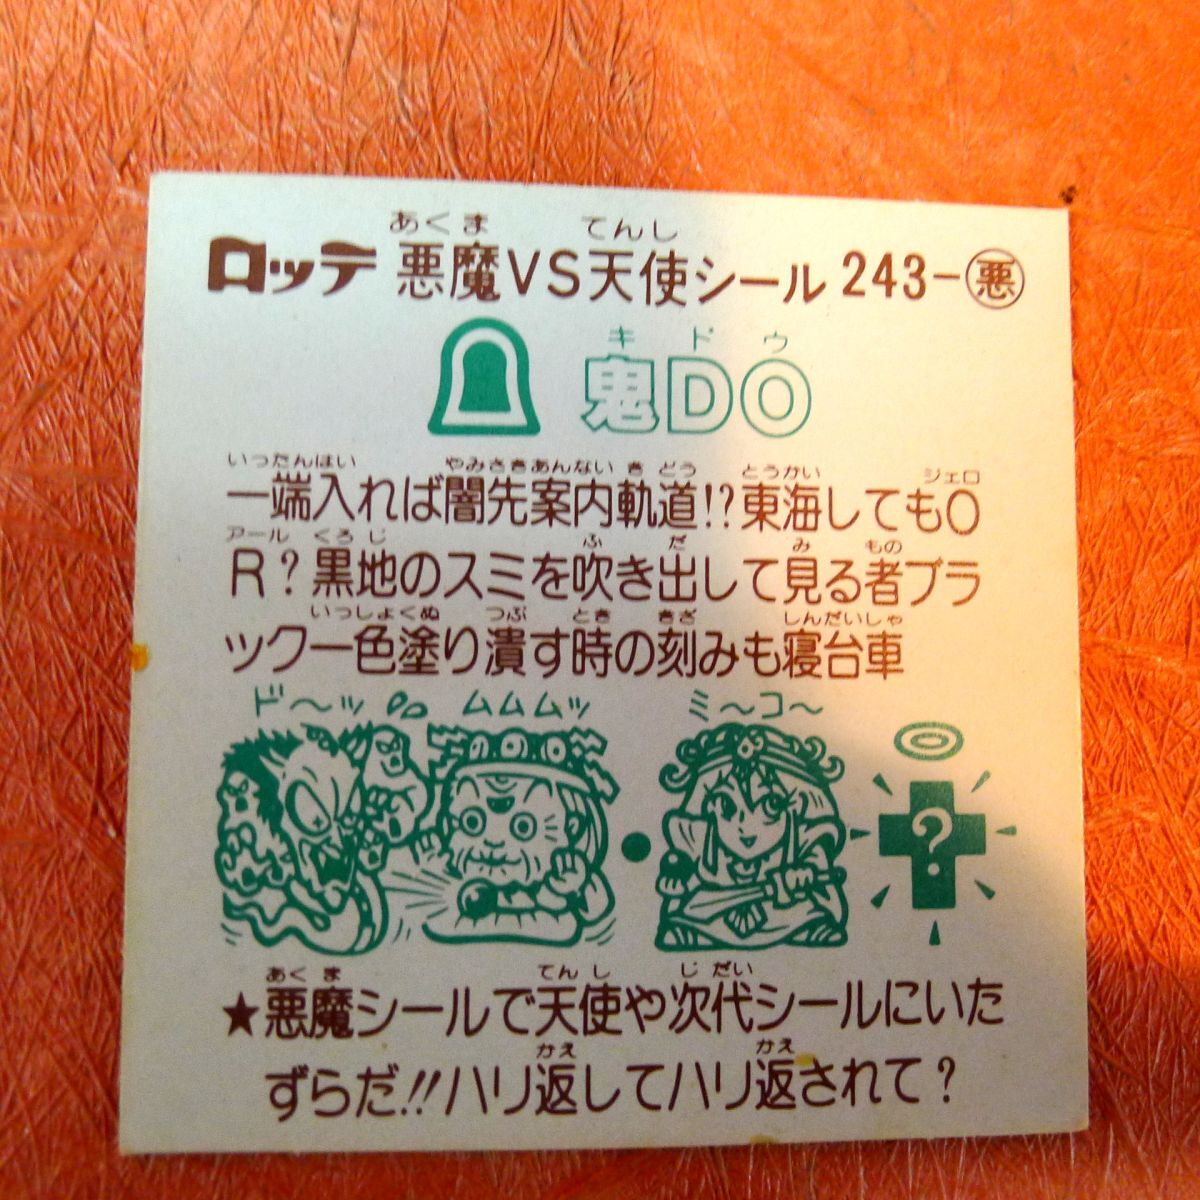 あくま てんし
ロッテ 悪魔VS天使シール 243-悪
キドウ
鬼DO
いったんはい やみさきあんない きどう とうかい ジェロ
一端入れば闇先案内軌道!?東海してもO
アール くろじ ふ だ み もの
R?黒地のスミを吹き出して見る者ブラ
いっしょくぬ つぶ とき きざ しんだいしゃ
ック一色塗り潰す時の刻みも寝台車
ド〜ッ ムムムッ ミ〜コ〜
?
あくま てんし じだい
★悪魔シールで天使や次代シールにいた
かえ かえ
ずらだ!!ハリ返してハリ返されて?